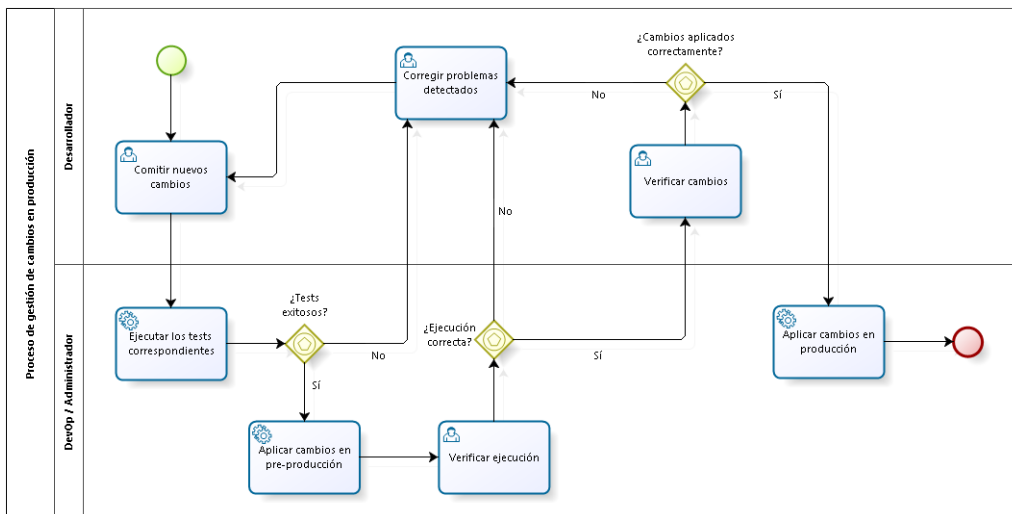 Proceso de gestión de cambios en producción
Desarrollador
¿Cambios aplicados
correctamente?
Corregir problemas
detectados
No
Sí
Comitir nuevos
cambios
Verificar cambios
No
DevOp / Administrador
¿Tests
exitosos?
Ejecutar los tests
correspondientes
No
Sí
¿Ejecución
correcta?
Sí
Aplicar cambios en
producción
Aplicar cambios en
pre-producción
Verificar ejecución